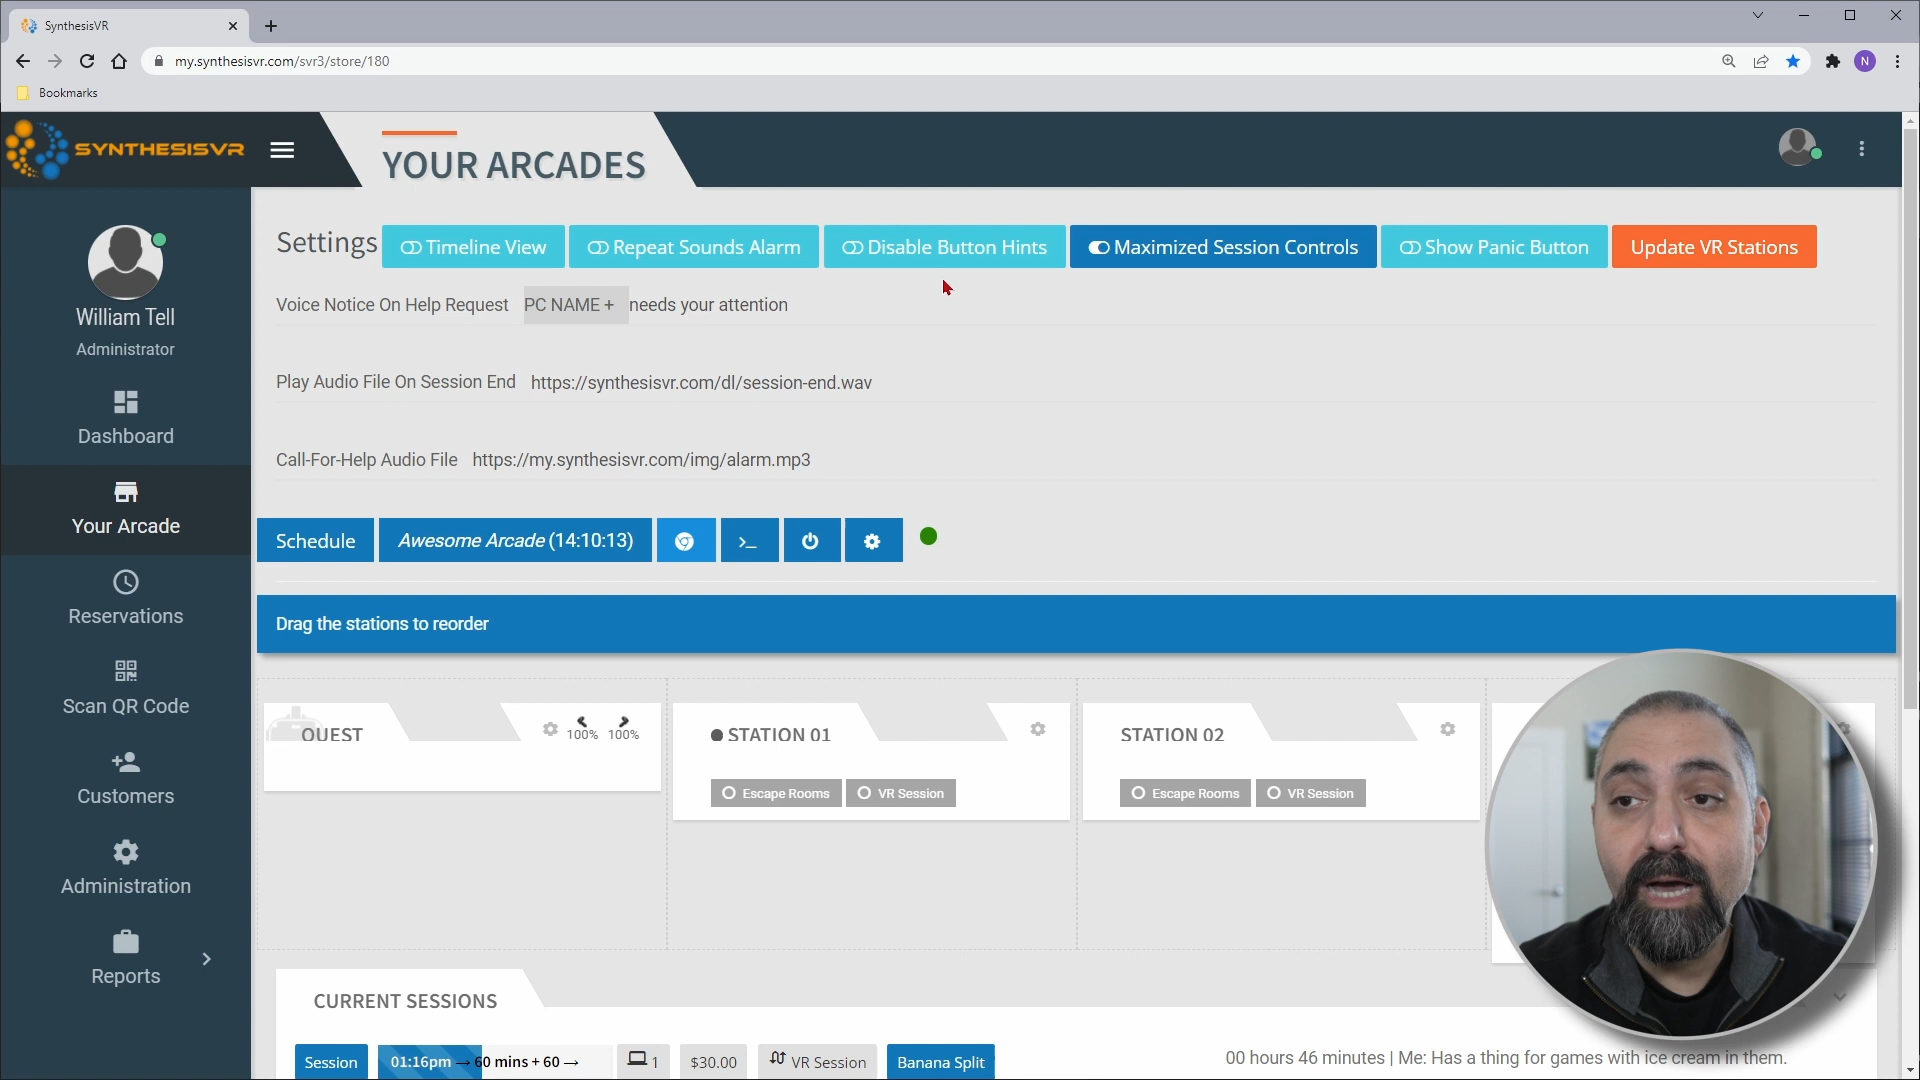 SynthesisVR
my.synthesisvr.com/svr3/store/180
N
Bookmarks
SYNTHESISVR
YOUR ARCADES
William Tell
Administrator
Dashboard
Your Arcade
Reservations
Scan QR Code
Customers
Administration
Reports
Settings
Timeline View
Repeat Sounds Alarm
Disable Button Hints
Maximized Session Controls
Show Panic Button
Update VR Stations
Voice Notice On Help Request PC NAME + needs your attention
Play Audio File On Session End https://synthesisvr.com/dl/session-end.wav
Call-For-Help Audio File https://my.synthesisvr.com/img/alarm.mp3
Schedule
Awesome Arcade (14:10:13)
Drag the stations to reorder
QUEST
100% 100%
STATION 01
Escape Rooms
VR Session
STATION 02
Escape Rooms
VR Session
CURRENT SESSIONS
Session
01:16pm → 60 mins + 60 →
1
$30.00
VR Session
Banana Split
00 hours 46 minutes | Me: Has a thing for games with ice cream in them.